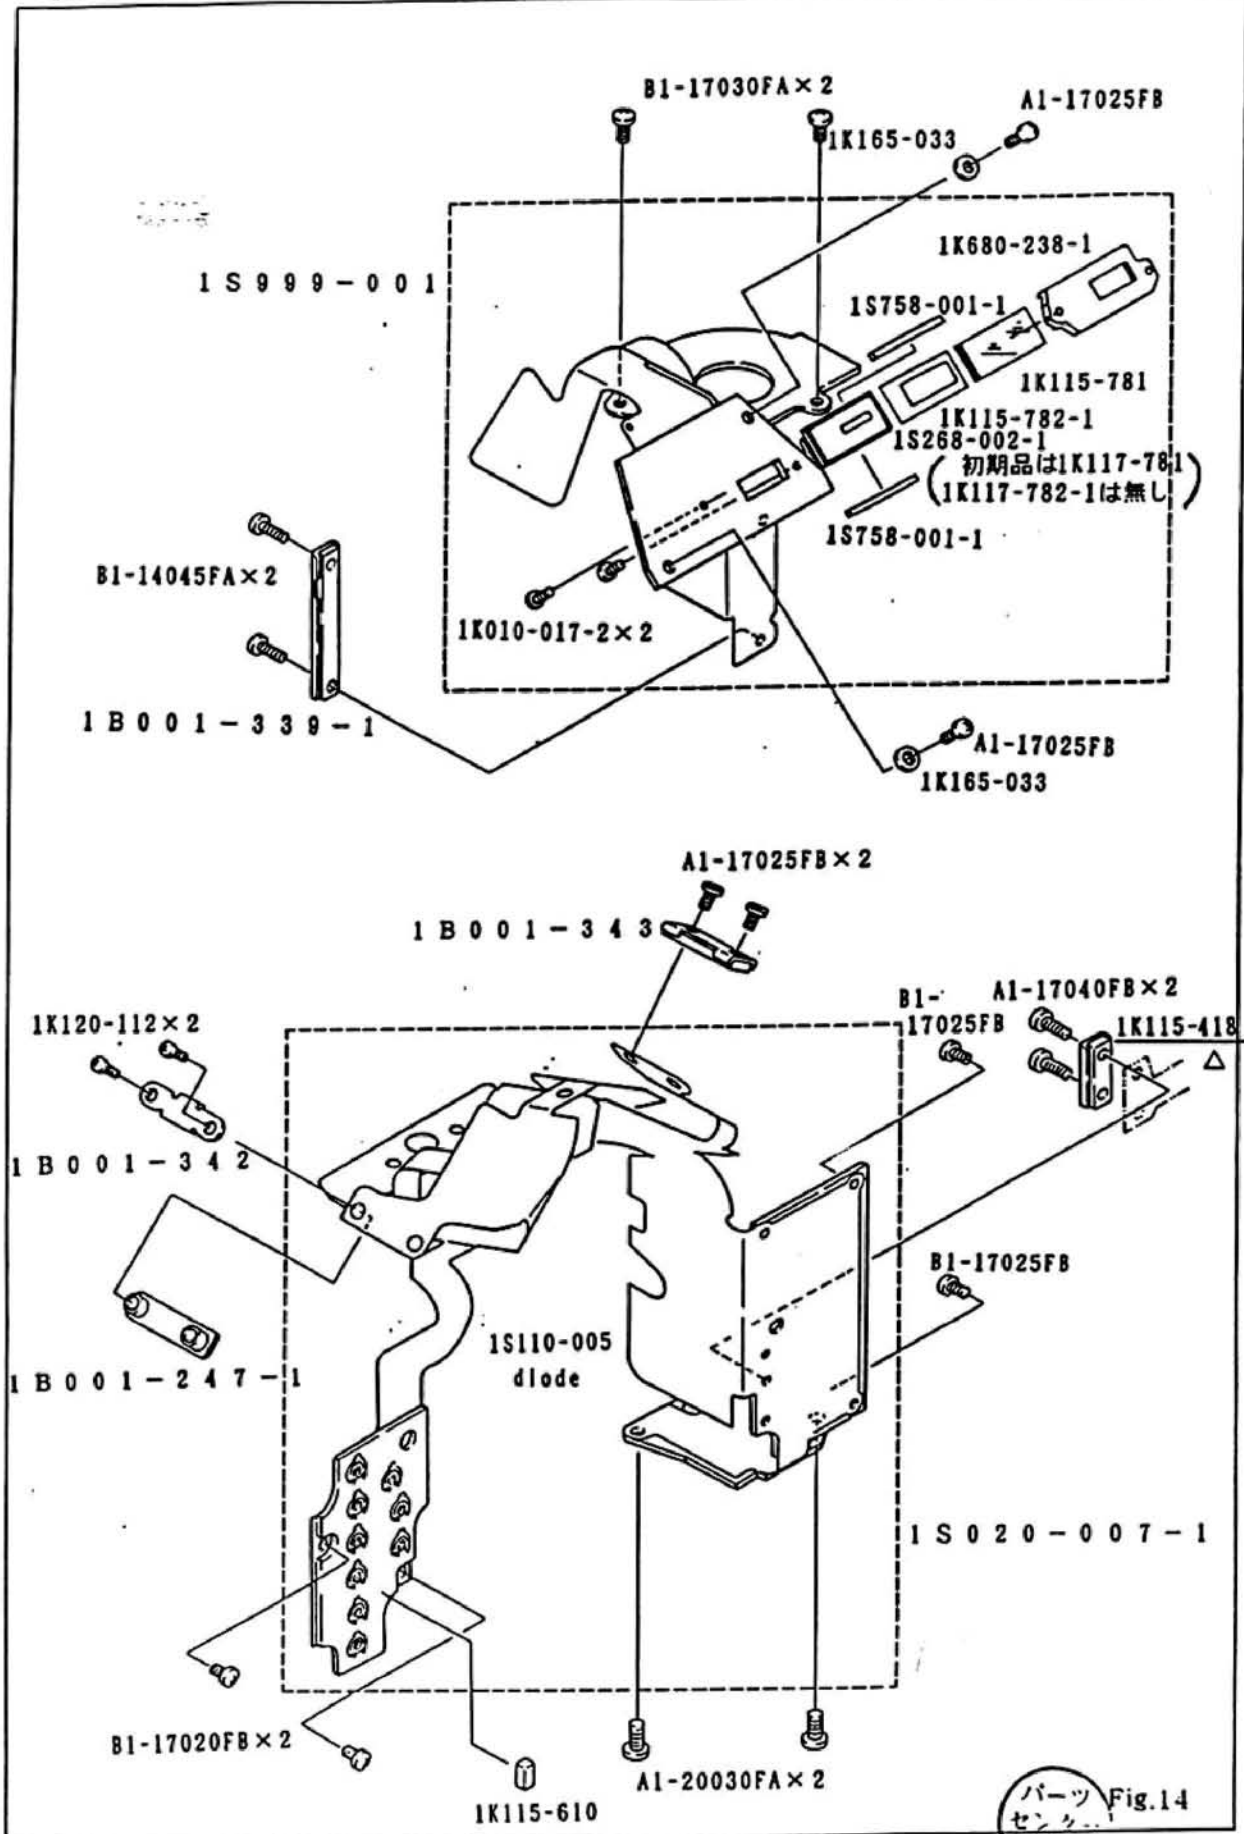 B1-17030FA×2
A1-17025FB
1K165-033
1S999-001
1K680-238-1
1S758-001-1
1K115-781
1K115-782-1
1S268-002-1
(初期品は1K117-781
1K117-782-1は無し)
1S758-001-1
B1-14045FA×2
1K010-017-2×2
1B001-339-1
A1-17025FB
1K165-033
A1-17025FB×2
1B001-343
B1-
17025FB
A1-17040FB×2
1K120-112×2
1K115-418
△
1B001-342
B1-17025FB
1S110-005
diode
1B001-247-1
1S020-007-1
B1-17020FB×2
A1-20030FA×2
1K115-610
パーツ
Fig.14